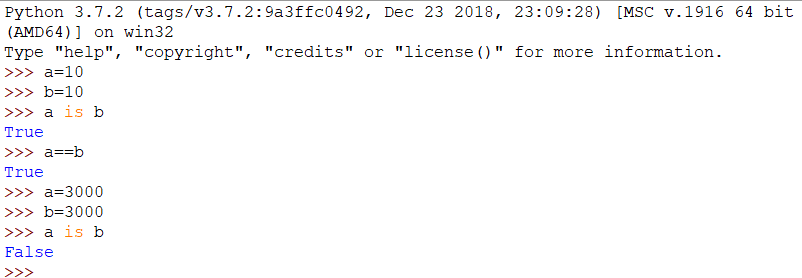 Python 3.7.2 (tags/v3.7.2:9a3ffc0492, Dec 23 2018, 23:09:28) [MSC v.1916 64 bit
(AMD64)] on win32
Type "help", "copyright", "credits" or "license()" for more information.
>>> a=10
>>> b=10
>>> a is b
True
>>> a==b
True
>>> a=3000
>>> b=3000
>>> a is b
False
>>>